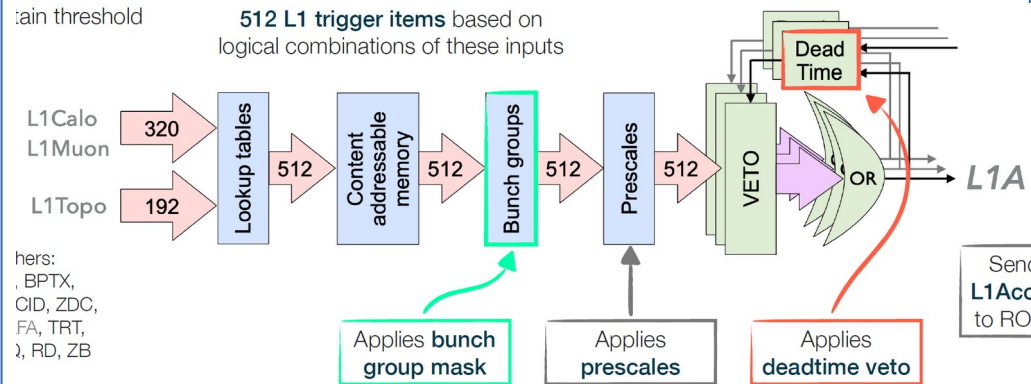 tain threshold
512 L1 trigger items based on
logical combinations of these inputs
Dead
Time
L1Calo
L1Muon
320
L1Topo
192
Lookup tables
512
Content
addressable
memory
512
Bunch groups
512
Prescales
512
VETO
OR
L1A
hers:
, BPTX,
CID, ZDC,
FA, TRT,
, RD, ZB
Applies bunch
group mask
Applies
prescales
Applies
deadtime veto
Send
L1Acc
to RO